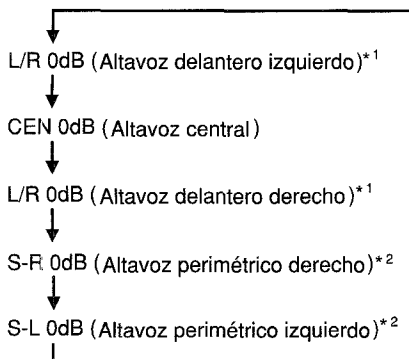 L/R 0dB (Altavoz delantero izquierdo)*1
CEN 0dB (Altavoz central)
L/R 0dB (Altavoz delantero derecho)*1
S-R 0dB (Altavoz perimétrico derecho)*2
S-L 0dB (Altavoz perimétrico izquierdo)*2